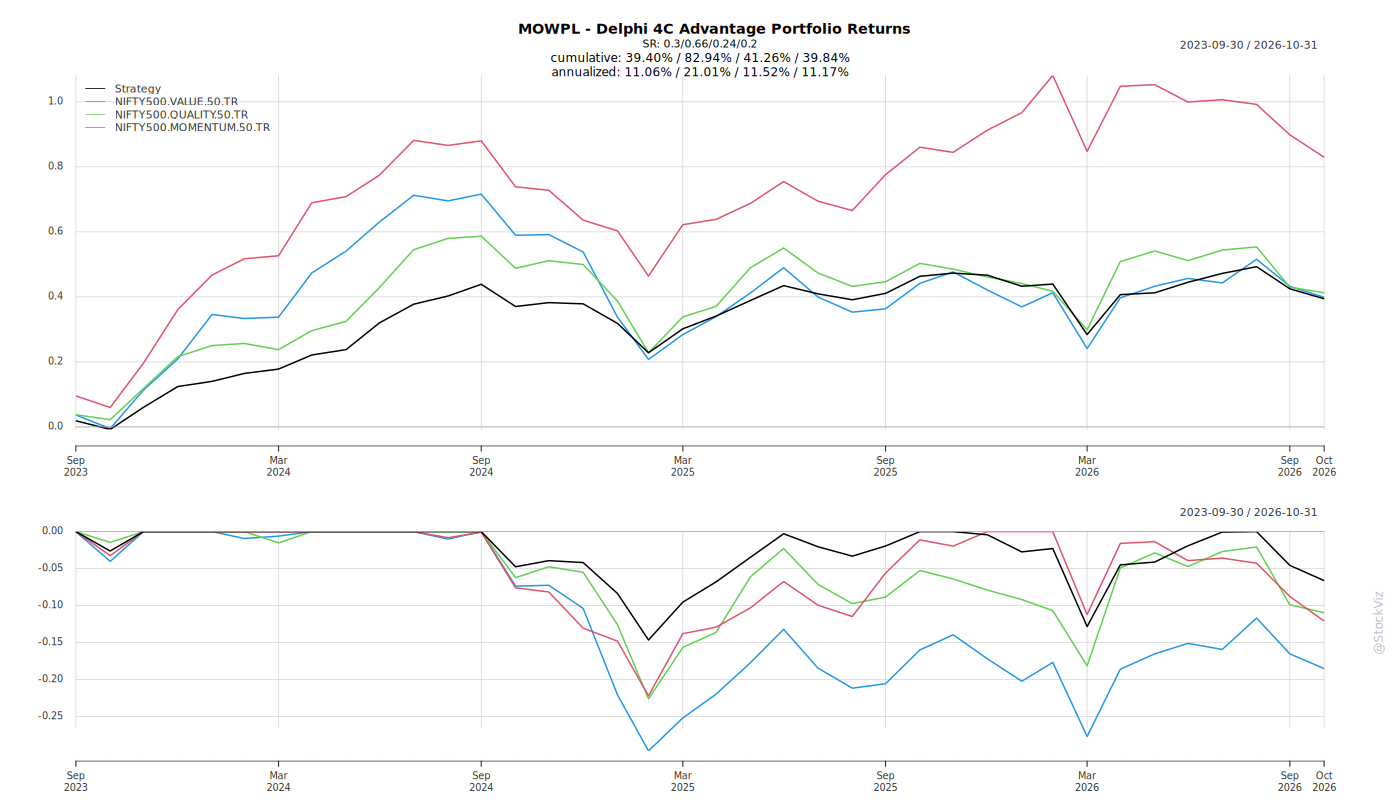 MOWPL - Delphi 4C Advantage Portfolio Returns
SR: 0.3/0.66/0.24/0.2
cumulative: 39.40% / 82.94% / 41.26% / 39.84%
annualized: 11.06% / 21.01% / 11.52% / 11.17%
2023-09-30 / 2026-10-31
Strategy
NIFTY500.VALUE.50.TR
NIFTY500.QUALITY.50.TR
NIFTY500.MOMENTUM.50.TR
1.0
0.8
0.6
0.4
0.2
0.0
Sep Mar Sep Mar Sep Mar Sep Oct
2023 2024 2024 2025 2025 2026 2026 2026
2023-09-30 / 2026-10-31
0.00
-0.05
-0.10
-0.15
-0.20
-0.25
Sep Mar Sep Mar Sep Mar Sep Oct
2023 2024 2024 2025 2025 2026 2026 2026
@StockViz